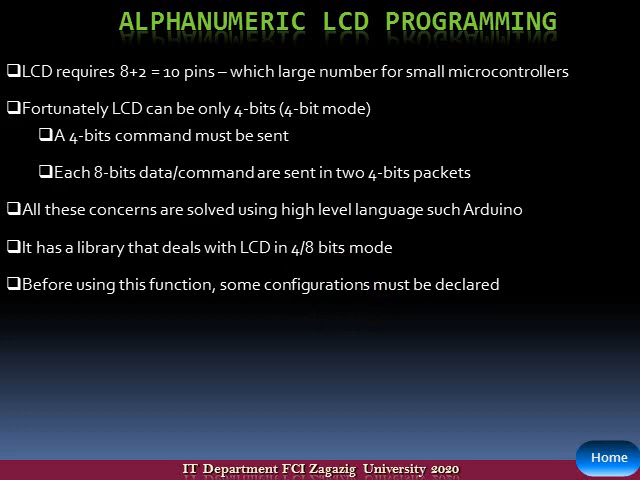 ALPHANUMERIC LCD PROGRAMMING
❑LCD requires 8+2 = 10 pins – which large number for small microcontrollers
❑Fortunately LCD can be only 4-bits (4-bit mode)
❑A 4-bits command must be sent
❑Each 8-bits data/command are sent in two 4-bits packets
❑All these concerns are solved using high level language such Arduino
❑It has a library that deals with LCD in 4/8 bits mode
❑Before using this function, some configurations must be declared
Home
IT Department FCI Zagazig University 2020